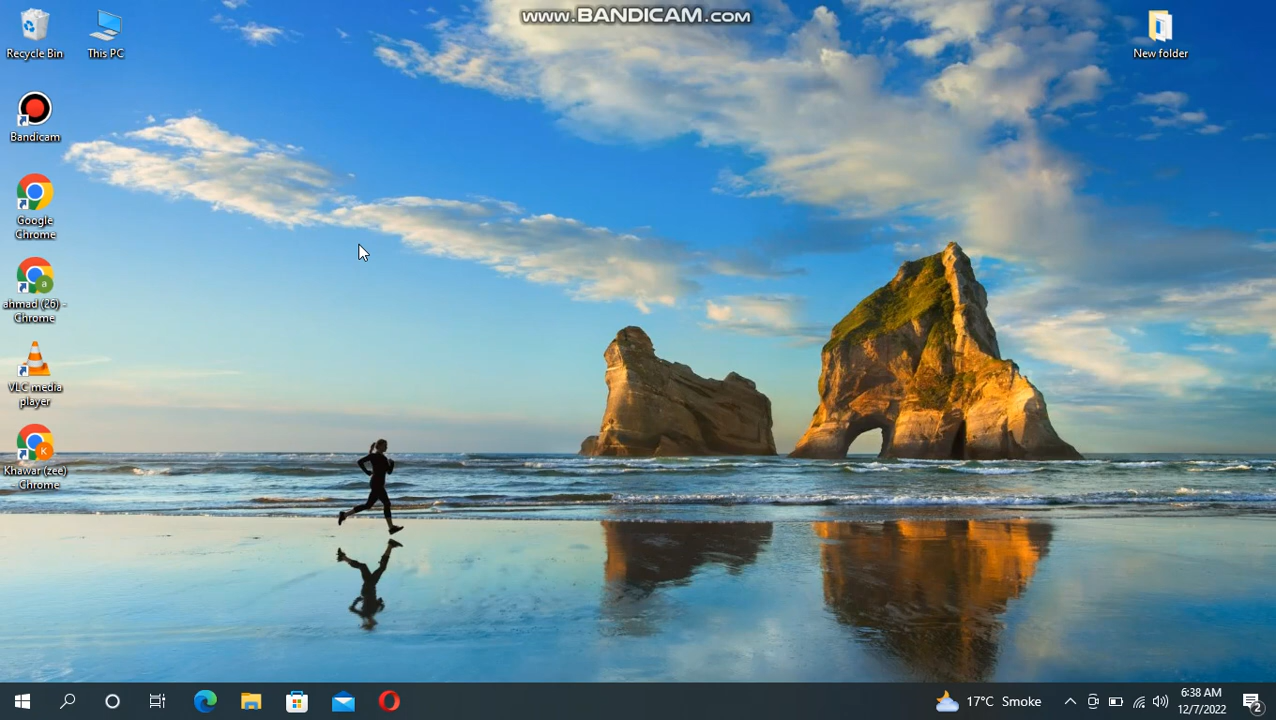 www.BANDICAM.com
Recycle Bin
This PC
New folder
Bandicam
Google
Chrome
ahmad (26) -
Chrome
VLC media
player
Khawar (zee)
- Chrome
17°C Smoke
6:38 AM
12/7/2022
2